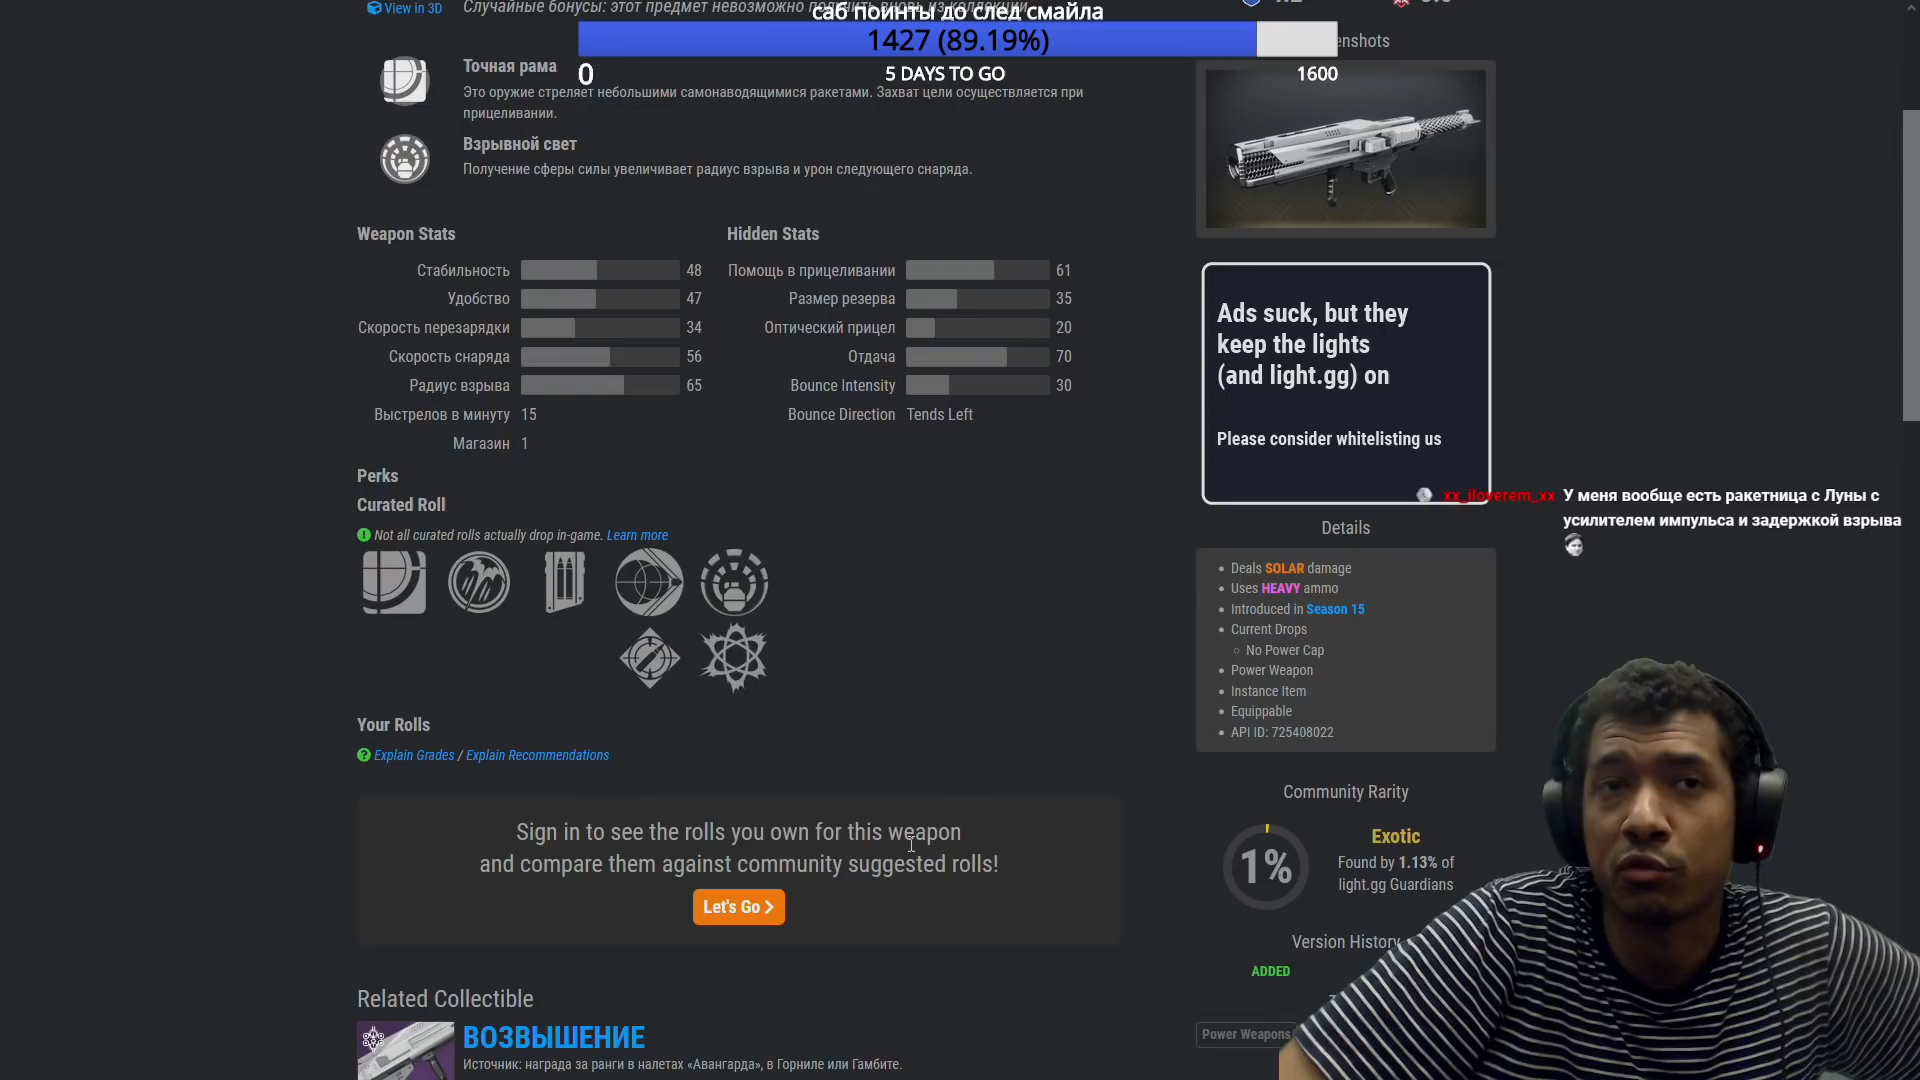 View in 3D
Случайные бонусы: этот предмет невозможно получить вновь из коллекции.
саб поинты до след смайла
1427 (89.19%)
0
5 DAYS TO GO
1600
enshots
Точная рама
Это оружие стреляет небольшими самонаводящимися ракетами. Захват цели осуществляется при
прицеливании.
Взрывной свет
Получение сферы силы увеличивает радиус взрыва и урон следующего снаряда.
Weapon Stats
Стабильность 48
Удобство 47
Скорость перезарядки 34
Скорость снаряда 56
Радиус взрыва 65
Выстрелов в минуту 15
Магазин 1
Hidden Stats
Помощь в прицеливании 61
Размер резерва 35
Оптический прицел 20
Отдача 70
Bounce Intensity 30
Bounce Direction Tends Left
Perks
Curated Roll
Not all curated rolls actually drop in-game. Learn more
Your Rolls
Explain Grades / Explain Recommendations
Sign in to see the rolls you own for this weapon
and compare them against community suggested rolls!
Let's Go
Related Collectible
ВОЗВЫШЕНИЕ
Источник: награда за ранги в налетах «Авангарда», в Горниле или Гамбите.
Ads suck, but they
keep the lights
(and light.gg) on
Please consider whitelisting us
xx_iloverem_xx У меня вообще есть ракетница с Луны с
усилителем импульса и задержкой взрыва
Details
Deals SOLAR damage
Uses HEAVY ammo
Introduced in Season 15
Current Drops
No Power Cap
Power Weapon
Instance Item
Equippable
API ID: 725408022
Community Rarity
1%
Exotic
Found by 1.13% of
light.gg Guardians
Version History
ADDED
Power Weapons